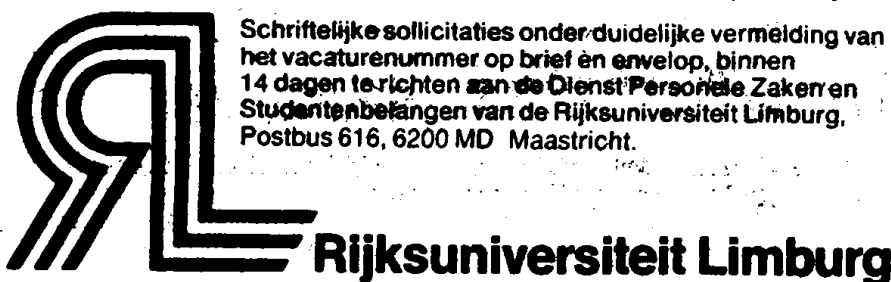 Schriftelijke sollicitaties onder duidelijke vermelding van
het vacaturenummer op brief èn envelop, binnen
14 dagen te richten aan de Dienst Personele Zaken en
Studentenbelangen van de Rijksuniversiteit Limburg,
Postbus 616, 6200 MD Maastricht.
RL
Rijksuniversiteit Limburg